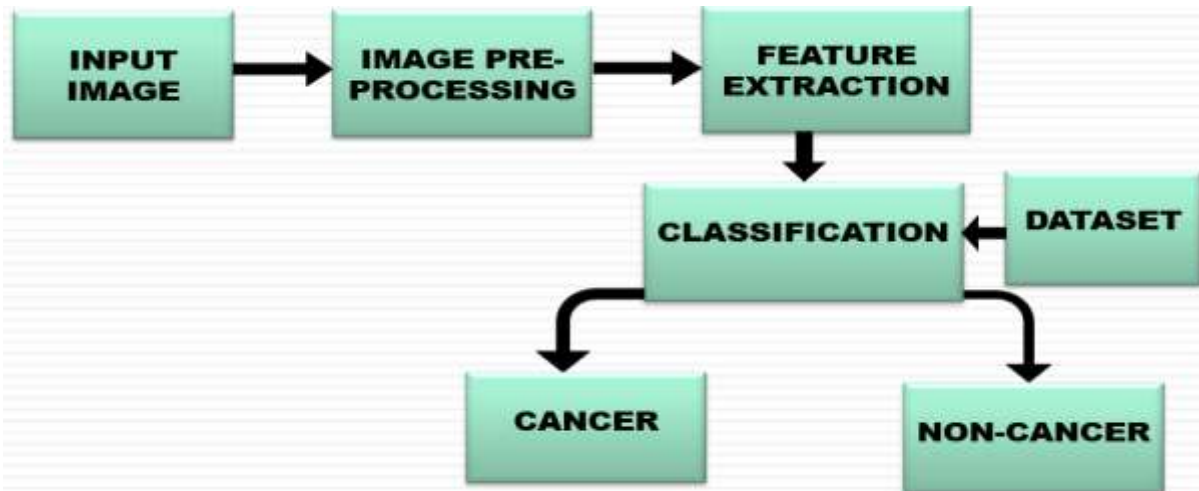 INPUT
IMAGE
IMAGE PRE-
PROCESSING
FEATURE
EXTRACTION
CLASSIFICATION
DATASET
CANCER
NON-CANCER